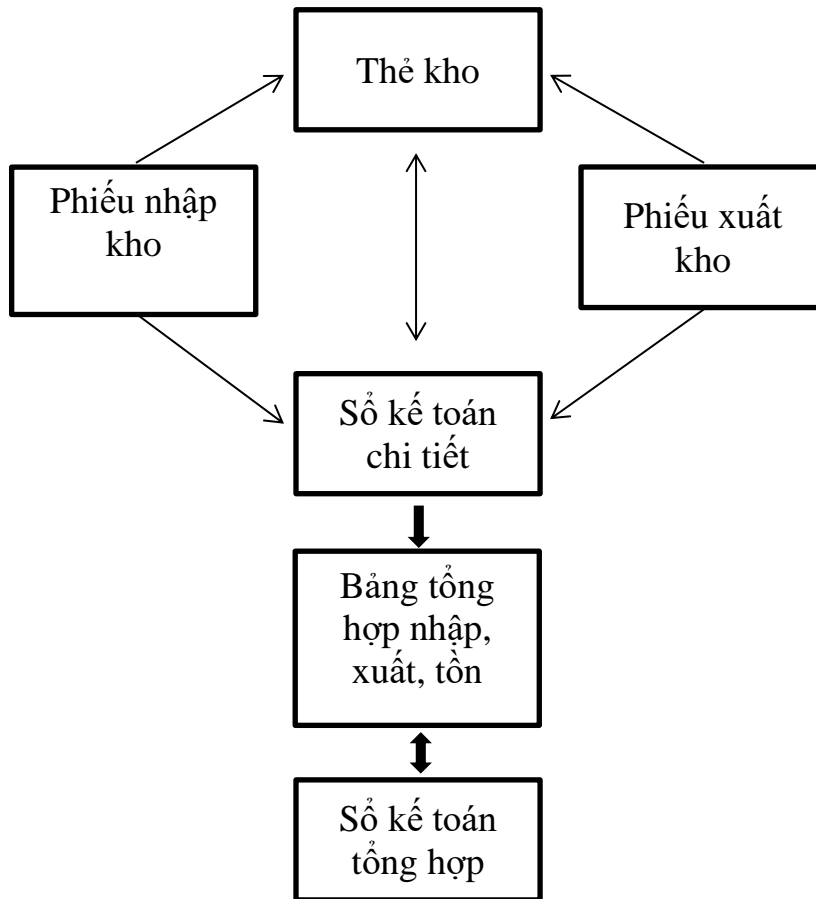 Thẻ kho
Phiếu nhập
kho
Phiếu xuất
kho
Sổ kế toán
chi tiết
Bảng tổng
hợp nhập,
xuất, tồn
Sổ kế toán
tổng hợp